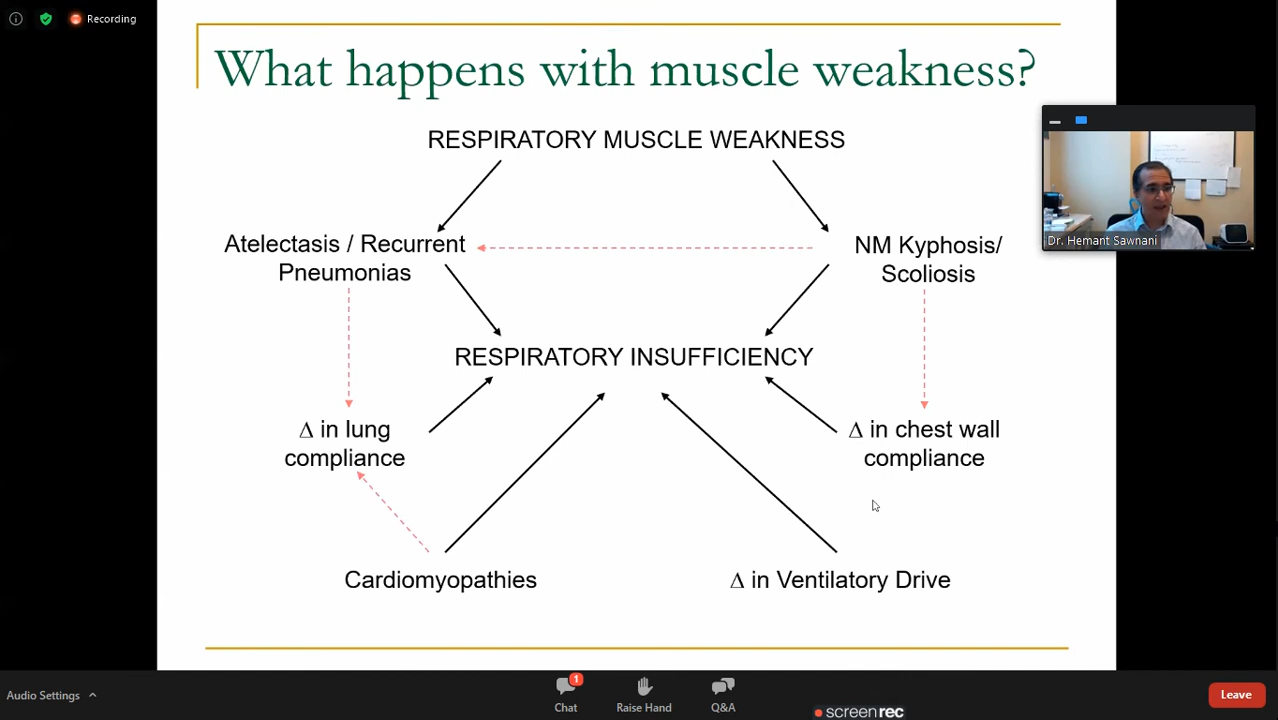 Recording
What happens with muscle weakness?
RESPIRATORY MUSCLE WEAKNESS
Atelectasis / Recurrent
Pneumonias
NM Kyphosis/
Scoliosis
Dr. Hemant Sawnani
RESPIRATORY INSUFFICIENCY
Δ in lung
compliance
Δ in chest wall
compliance
Cardiomyopathies
Δ in Ventilatory Drive
Audio Settings
1
Chat
Raise Hand
Q&A
screenrec
Leave